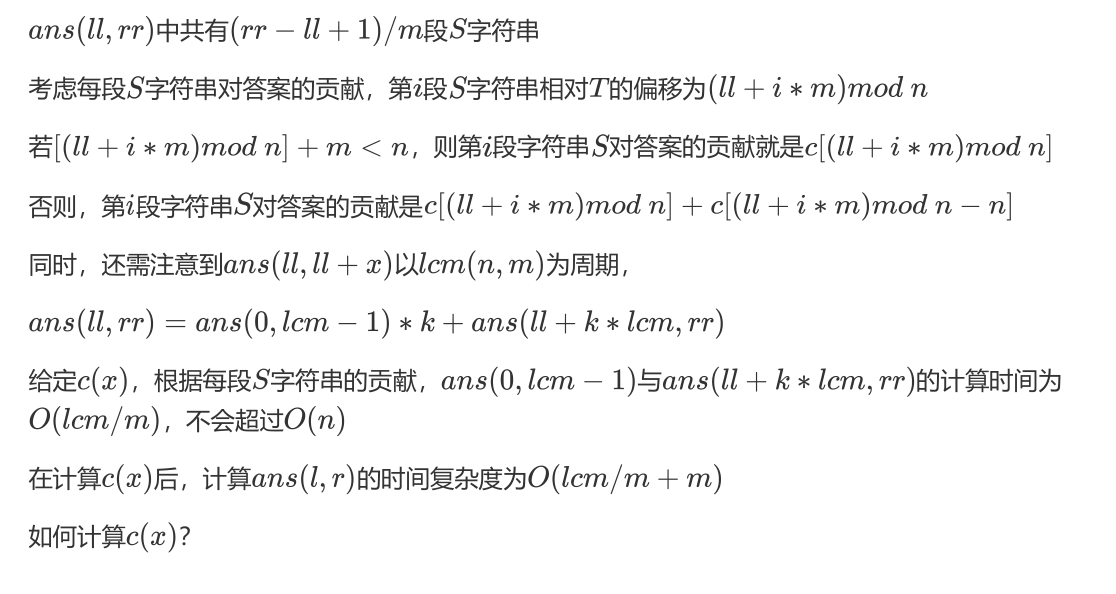 ans(ll, rr)中共有(rr − ll + 1)/m段S字符串
考虑每段S字符串对答案的贡献，第i段S字符串相对T的偏移为(ll + i * m)mod n
若[(ll + i * m)mod n] + m < n，则第i段字符串S对答案的贡献就是c[(ll + i * m)mod n]
否则，第i段字符串S对答案的贡献是c[(ll + i * m)mod n] + c[(ll + i * m)mod n − n]
同时，还需注意到ans(ll, ll + x)以lcm(n, m)为周期，
ans(ll, rr) = ans(0, lcm − 1) * k + ans(ll + k * lcm, rr)
给定c(x)，根据每段S字符串的贡献，ans(0, lcm − 1)与ans(ll + k * lcm, rr)的计算时间为
O(lcm/m)，不会超过O(n)
在计算c(x)后，计算ans(l, r)的时间复杂度为O(lcm/m + m)
如何计算c(x)?